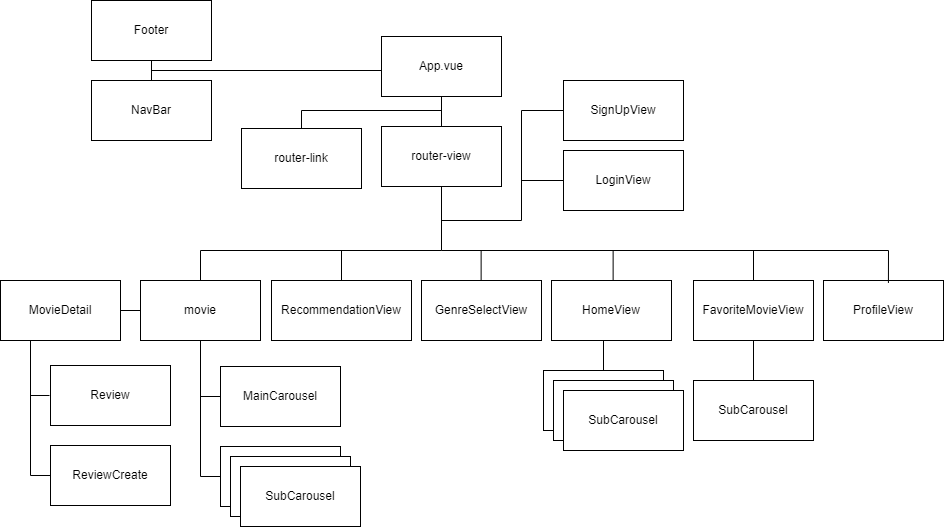 Footer
App.vue
NavBar
SignUpView
router-link
router-view
LoginView
MovieDetail
movie
RecommendationView
GenreSelectView
HomeView
FavoriteMovieView
ProfileView
Review
MainCarousel
SubCarousel
SubCarousel
ReviewCreate
SubCarousel